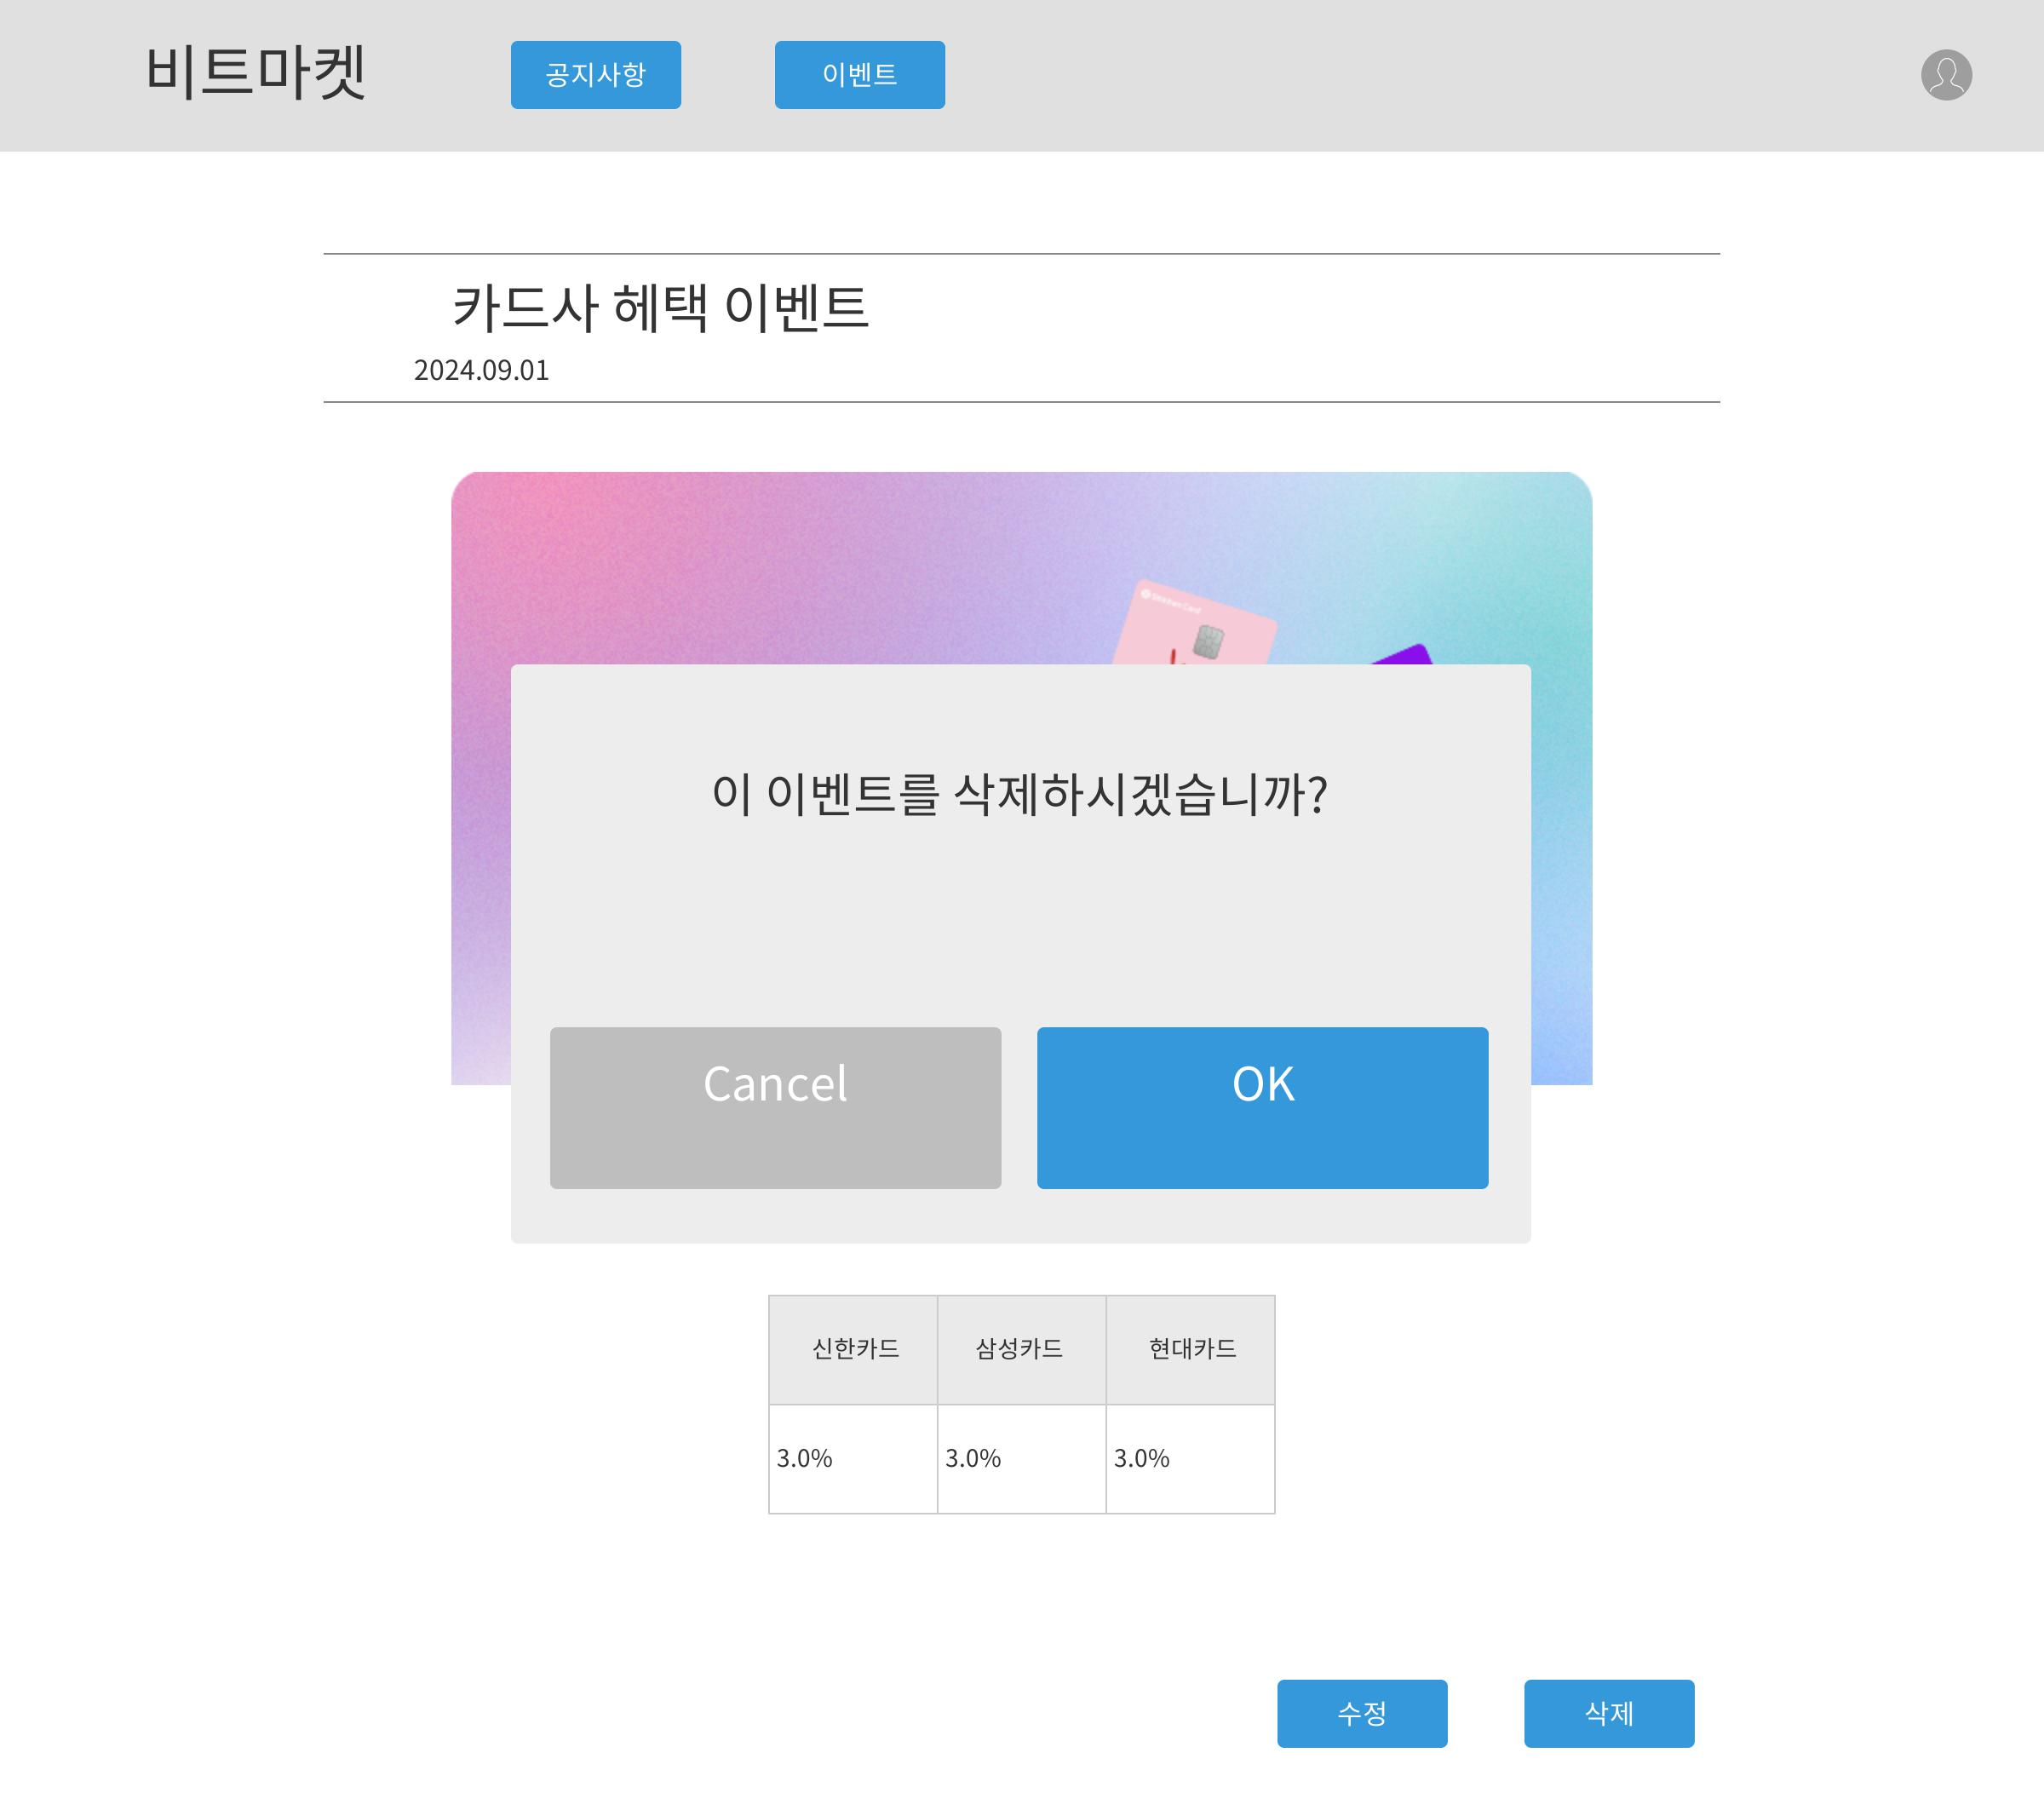 비트마켓
공지사항
이벤트
카드사 헤택 이벤트
2024.09.01
이 이벤트를 삭제하시겠습니까?
Cancel
OK
신한카드 삼성카드 현대카드
3.0% 3.0% 3.0%
수정
삭제